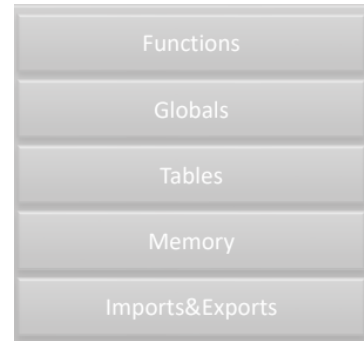 Functions
Globals
Tables
Memory
Imports&Exports